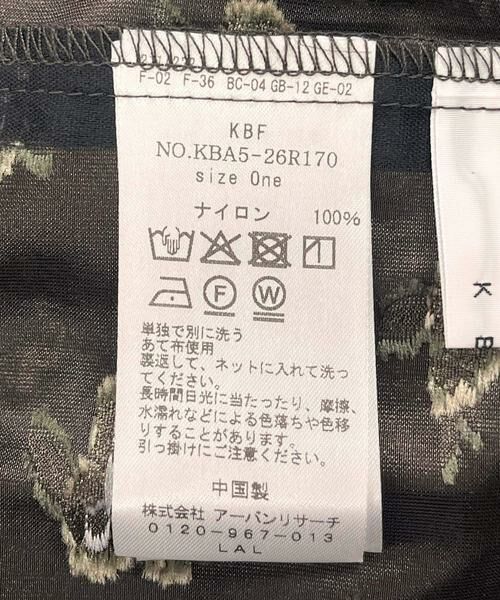 F-02 F-36 BC-04 GB-12 GE-02
KBF
NO.KBA5-26R170
size One
ナイロン 100%
F W
単独で別に洗う
あて布使用
裏返して、ネットに入れて洗っ
てください。
長時間日光に当たったり、摩擦、
水濡れなどによる色落ちや色移
りすることがあります。
引っ掛けにご注意ください。
中国製
株式会社 アーバンリサーチ
0120-967-013
LAL
K B